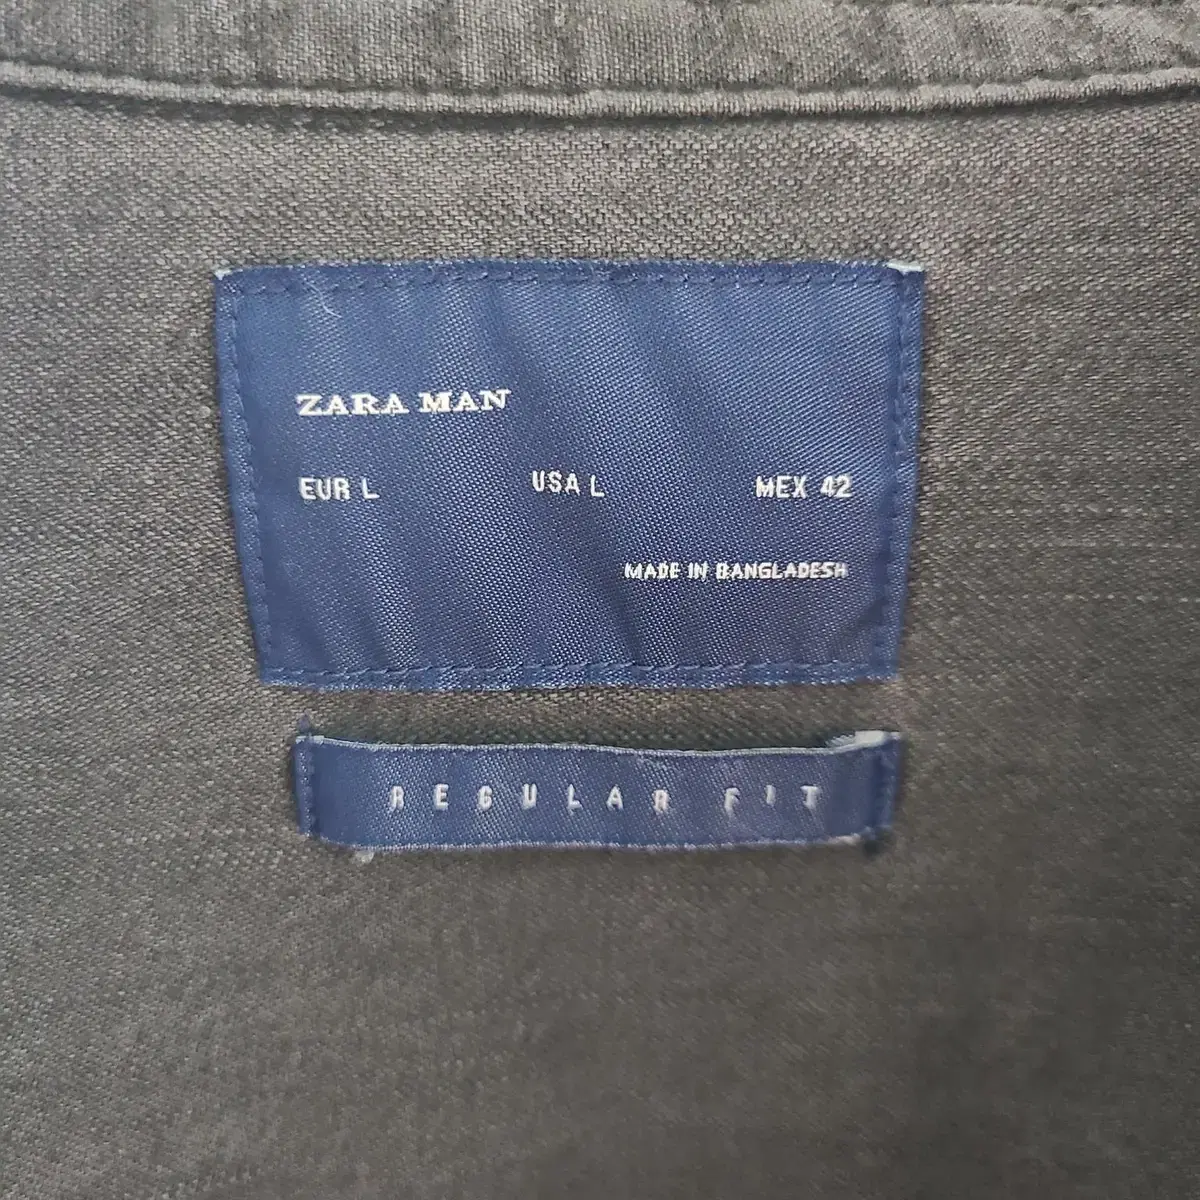 ZARA MAN
EUR L USA L MEX 42
MADE IN BANGLADESH
REGULAR FIT